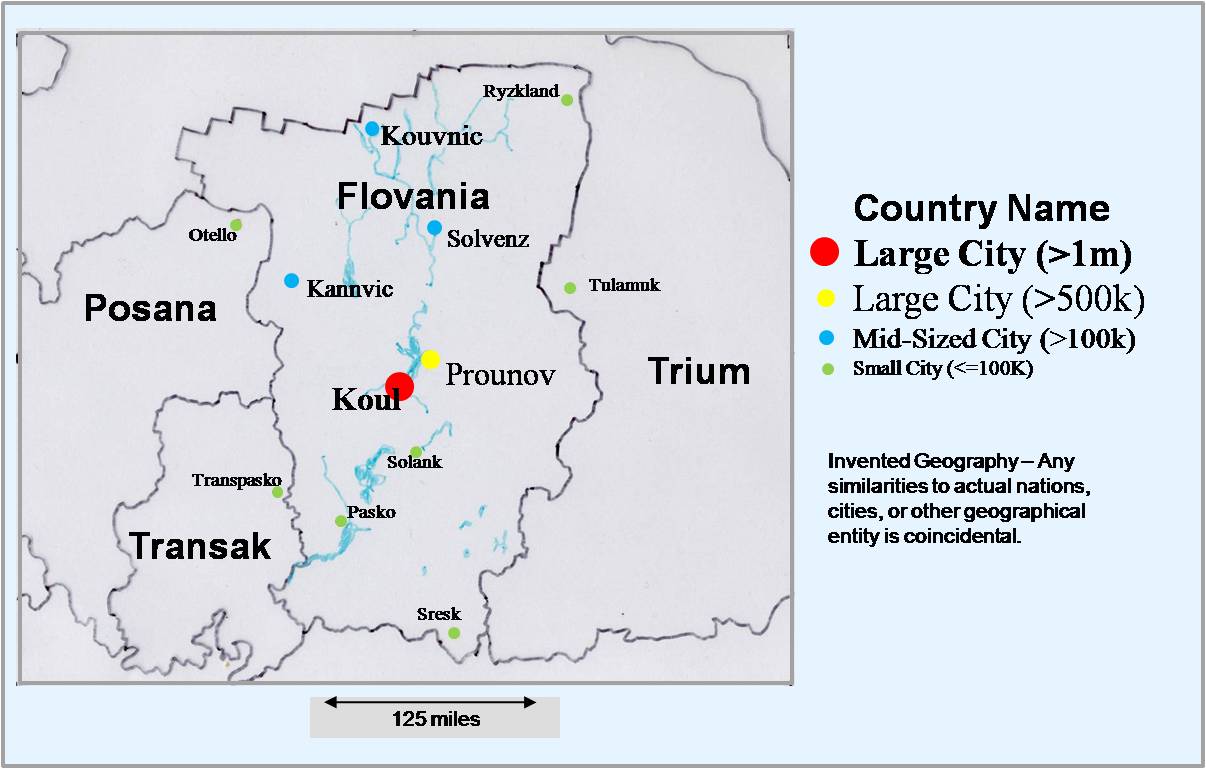 Ryzkland
Kouvnic
Flovania
Otello
Solvenz
Kannvic
Tulamuk
Posana
Trium
Prounov
Koul
Solank
Transpasko
Pasko
Transak
Sresk
125 miles
Country Name
Large City (>1m)
Large City (>500k)
Mid-Sized City (>100k)
Small City (<=100K)
Invented Geography – Any
similarities to actual nations,
cities, or other geographical
entity is coincidental.